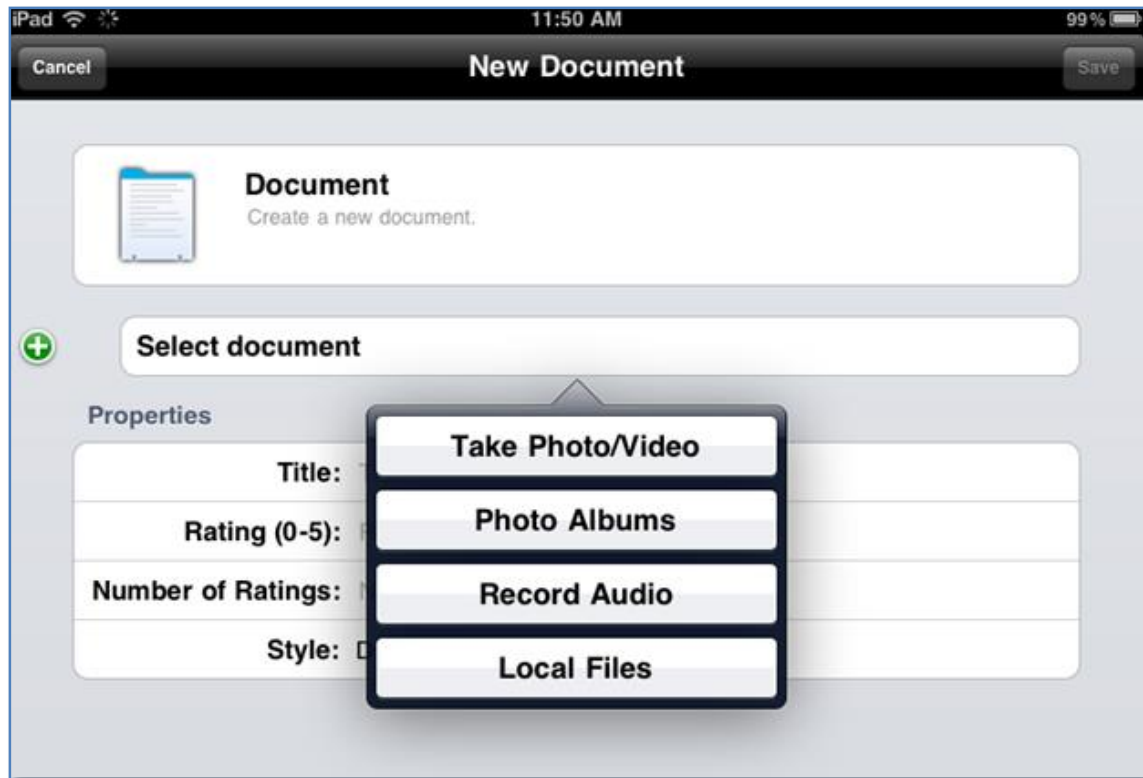 iPad 11:50 AM 99%
Cancel New Document Save
Document
Create a new document.
Select document
Properties
Take Photo/Video
Title:
Photo Albums
Rating (0-5):
Record Audio
Number of Ratings:
Local Files
Style: